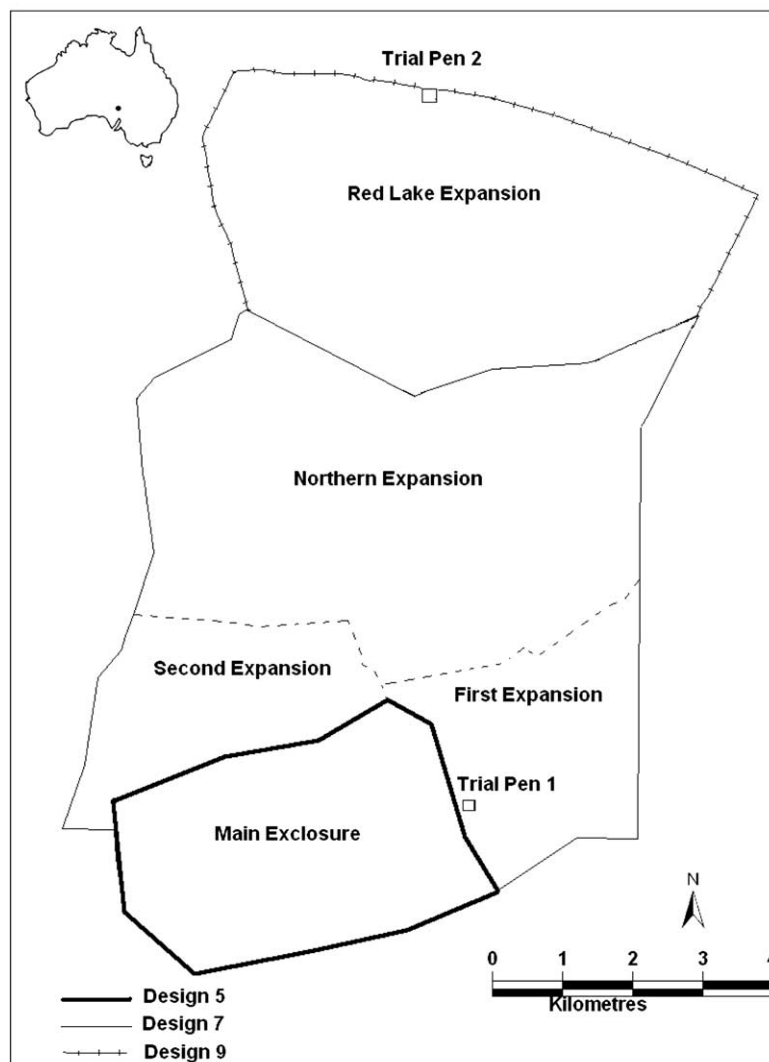 Trial Pen 2
Red Lake Expansion
Northern Expansion
Second Expansion
First Expansion
Trial Pen 1
Main Exclosure
N
0 1 2 3 4
Kilometres
Design 5
Design 7
Design 9